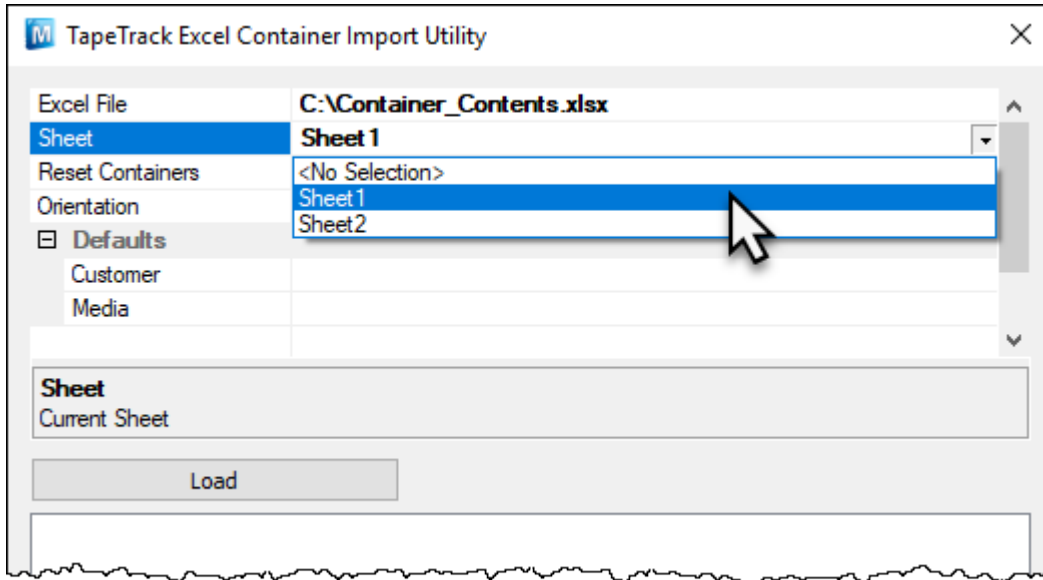 M TapeTrack Excel Container Import Utility
Excel File C:\Container_Contents.xlsx
Sheet Sheet1
Reset Containers <No Selection>
Sheet1
Orientation
Sheet2
Defaults
Customer
Media
Sheet
Current Sheet
Load